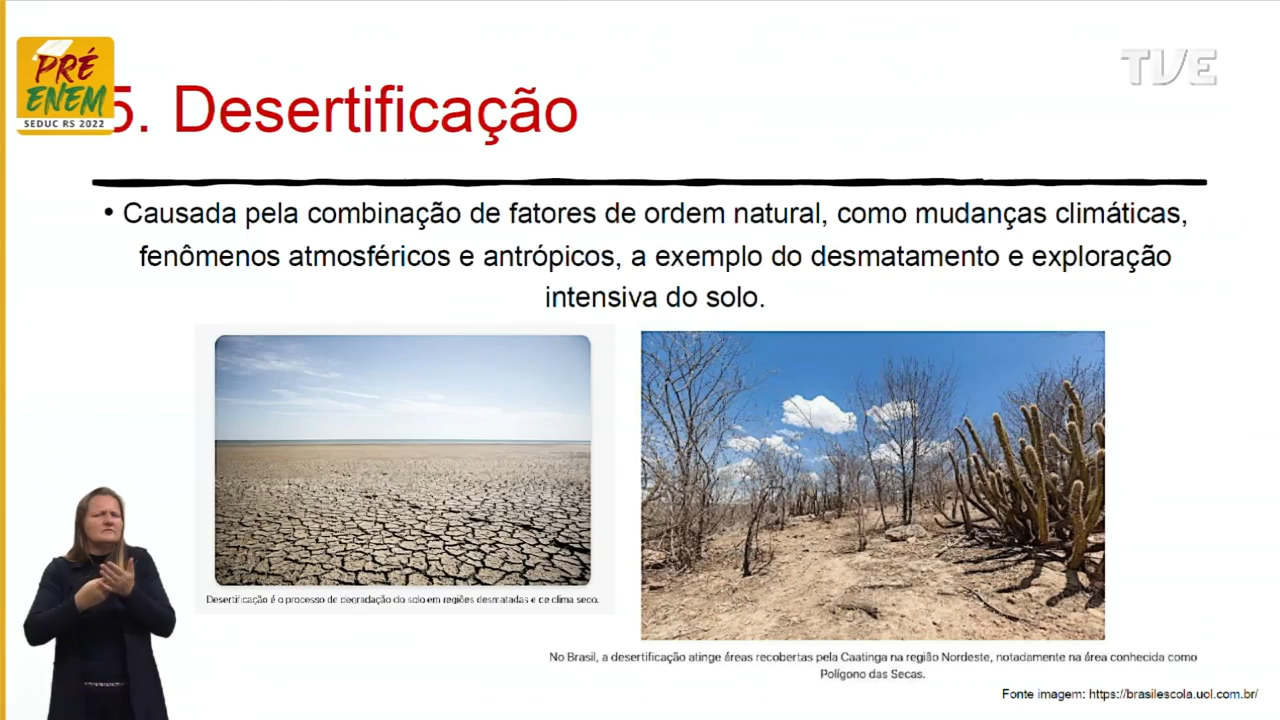 PRÉ
ENEM
SEDUC RS 2022
TVE
5. Desertificação
• Causada pela combinação de fatores de ordem natural, como mudanças climáticas,
fenômenos atmosféricos e antrópicos, a exemplo do desmatamento e exploração
intensiva do solo.
Desertificação é o processo de degradação do solo em regiões desmatadas e de clima seco.
No Brasil, a desertificação atinge áreas recobertas pela Caatinga na região Nordeste, notadamente na área conhecida como
Polígono das Secas.
Fonte imagem: https://brasilescola.uol.com.br/